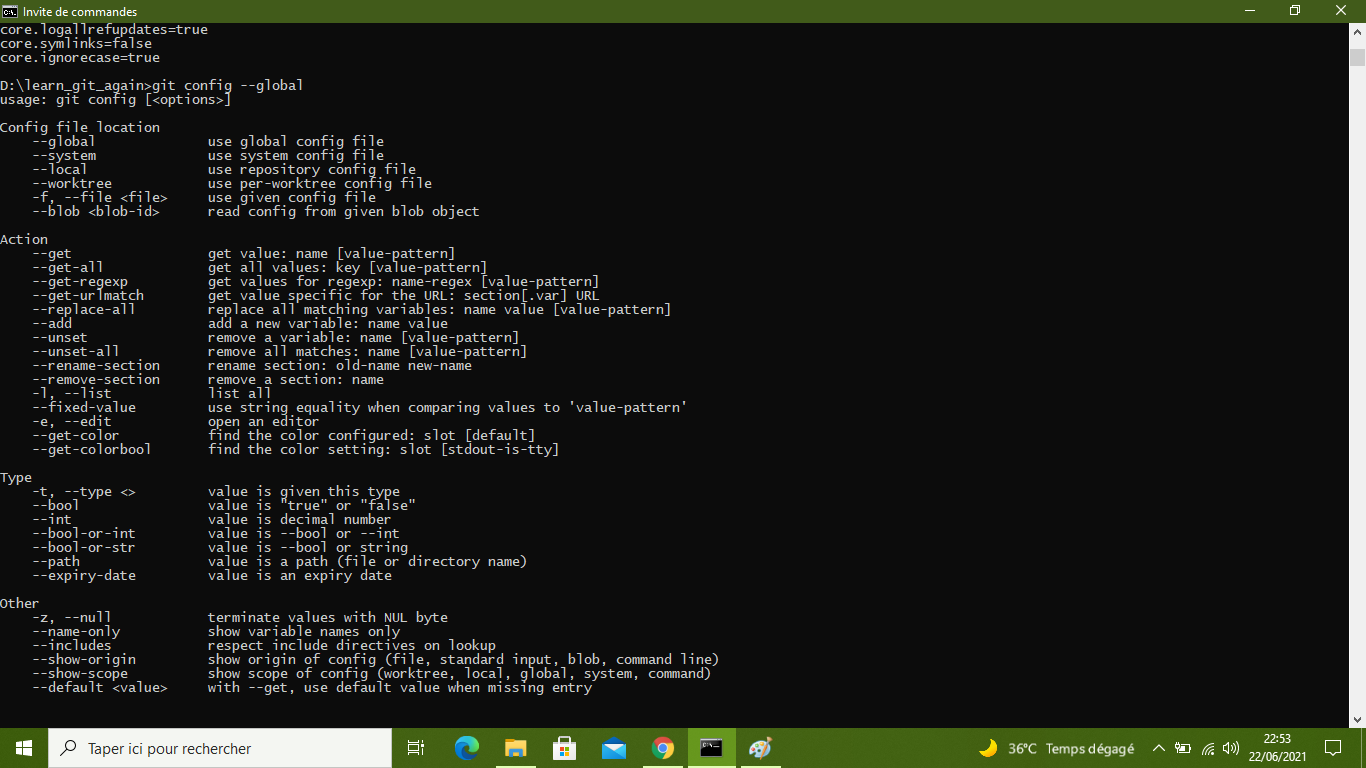 Invite de commandes
core.logallrefupdates=true
core.symlinks=false
core.ignorecase=true
D:\learn_git_again>git config --global
usage: git config [<options>]
Config file location
--global use global config file
--system use system config file
--local use repository config file
--worktree use per-worktree config file
-f, --file <file> use given config file
--blob <blob-id> read config from given blob object
Action
--get get value: name [value-pattern]
--get-all get all values: key [value-pattern]
--get-regexp get values for regexp: name-regex [value-pattern]
--get-urlmatch get value specific for the URL: section[.var] URL
--replace-all replace all matching variables: name value [value-pattern]
--add add a new variable: name value
--unset remove a variable: name [value-pattern]
--unset-all remove all matches: name [value-pattern]
--rename-section rename section: old-name new-name
--remove-section remove a section: name
-l, --list list all
--fixed-value use string equality when comparing values to 'value-pattern'
-e, --edit open an editor
--get-color find the color configured: slot [default]
--get-colorbool find the color setting: slot [stdout-is-tty]
Type
-t, --type <> value is given this type
--bool value is "true" or "false"
--int value is decimal number
--bool-or-int value is --bool or --int
--bool-or-str value is --bool or string
--path value is a path (file or directory name)
--expiry-date value is an expiry date
Other
-z, --null terminate values with NUL byte
--name-only show variable names only
--includes respect include directives on lookup
--show-origin show origin of config (file, standard input, blob, command line)
--show-scope show scope of config (worktree, local, global, system, command)
--default <value> with --get, use default value when missing entry
Taper ici pour rechercher
36°C Temps dégagé
22:53
22/06/2021